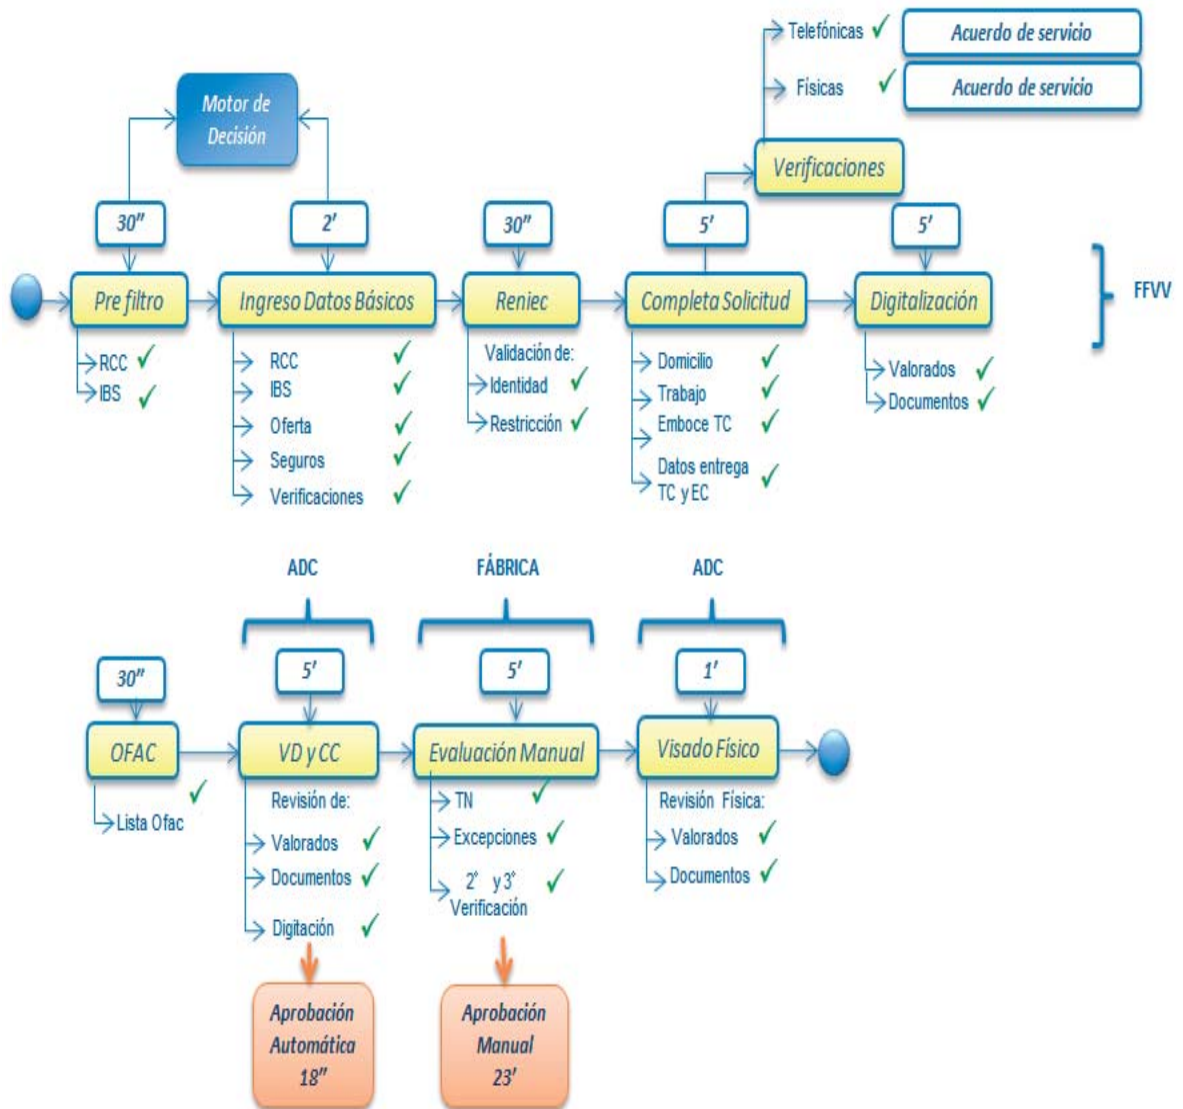 Telefónicas
Acuerdo de servicio
Físicas
Acuerdo de servicio
Motor de
Decisión
Verificaciones
30"
2'
30"
5'
5'
Pre filtro
Ingreso Datos Básicos
Reniec
Completa Solicitud
Digitalización
FFVV
RCC
IBS
RCC
IBS
Oferta
Seguros
Verificaciones
Validación de:
Identidad
Restricción
Domicilio
Trabajo
Emboce TC
Datos entrega
TC y EC
Valorados
Documentos
ADC
FÁBRICA
ADC
30"
5'
5'
1'
OFAC
VD y CC
Evaluación Manual
Visado Físico
Lista Ofac
Revisión de:
Valorados
Documentos
Digitación
TN
Excepciones
2° y 3°
Verificación
Revisión Física:
Valorados
Documentos
Aprobación
Automática
18"
Aprobación
Manual
23'